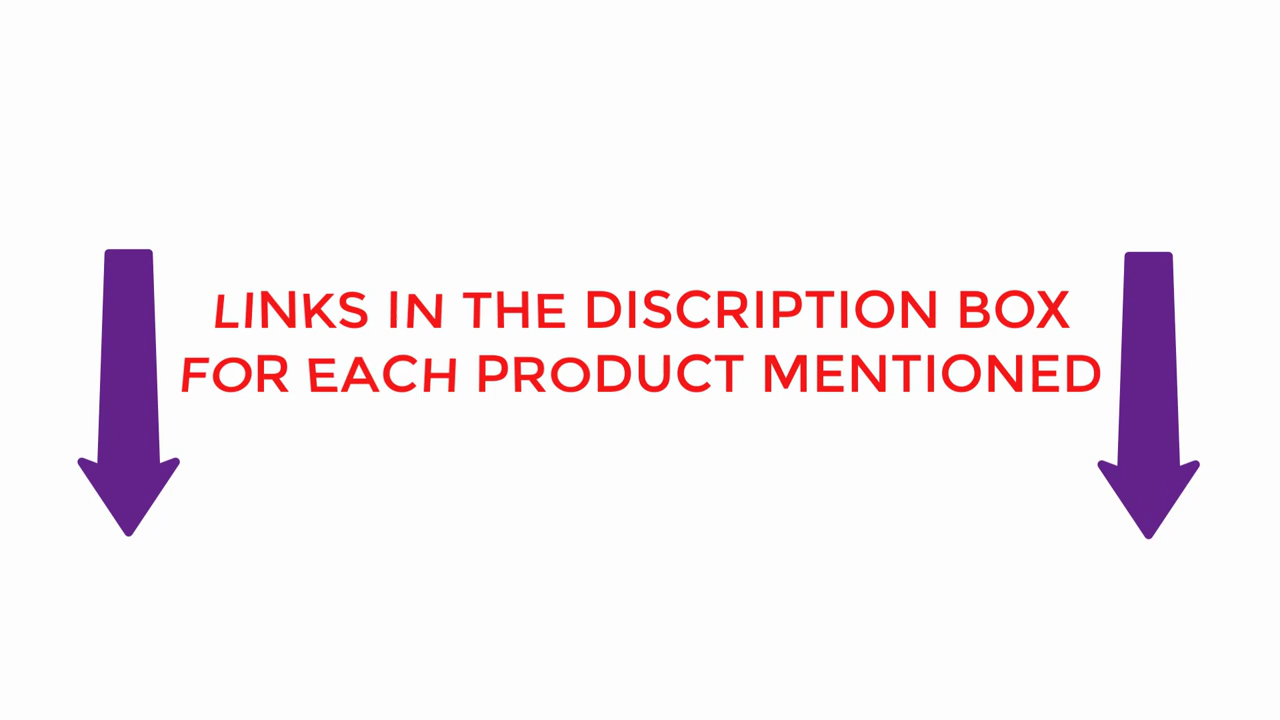 LINKS IN THE DISCRIPTION BOX
FOR EACH PRODUCT MENTIONED